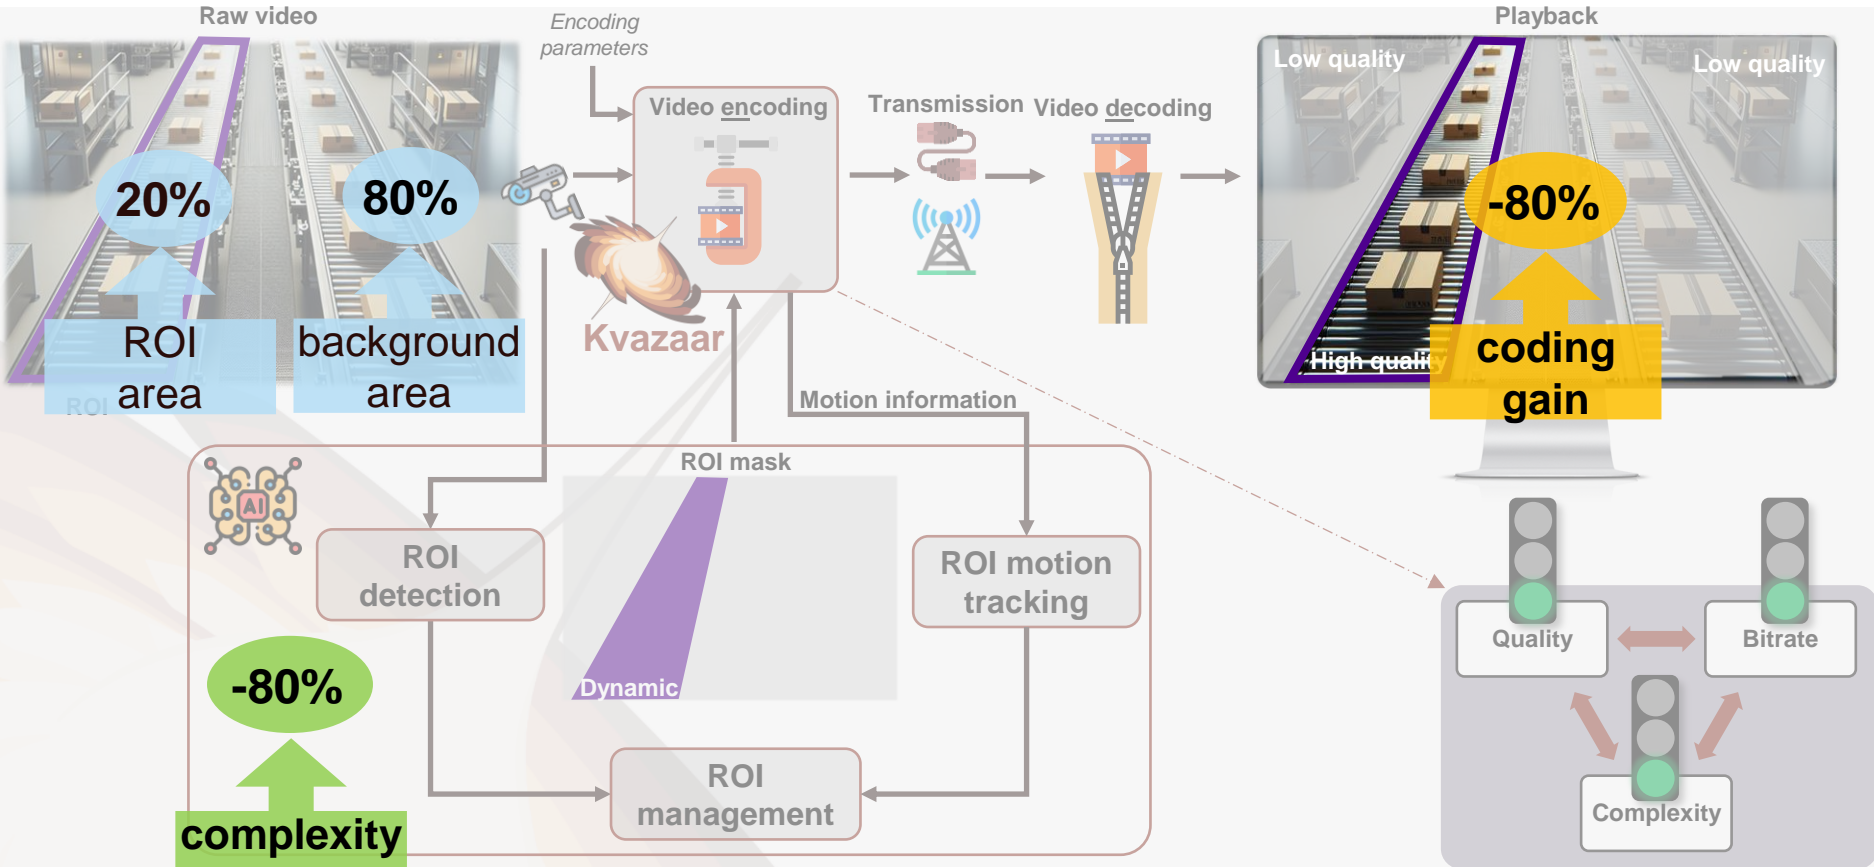 Raw video
Encoding
parameters
Playback
Low quality
Low quality
Video encoding
Transmission
Video decoding
20%
80%
-80%
ROI
area
background
area
ROI
Kvazaar
High quality
coding
gain
Motion information
ROI mask
AI
ROI
detection
ROI motion
tracking
Dynamic
-80%
ROI
management
complexity
Quality
Bitrate
Complexity